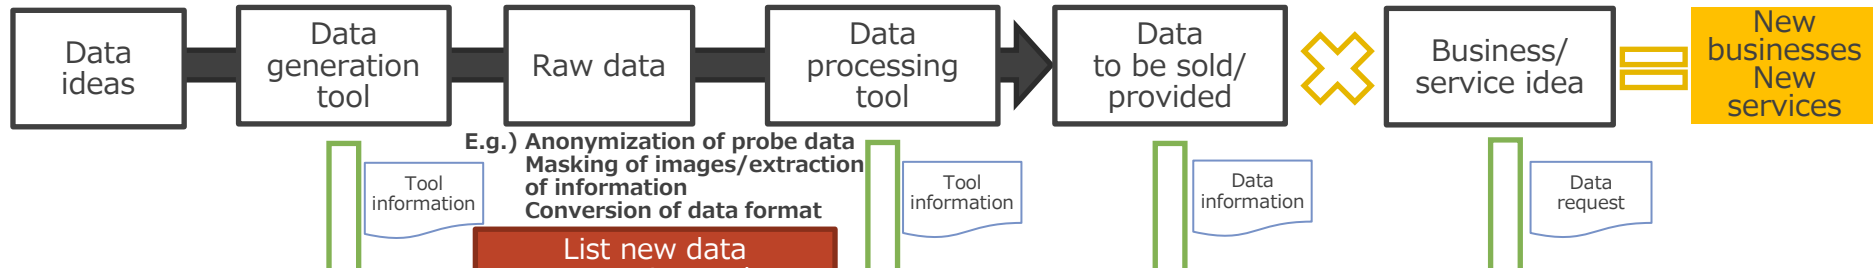 Data
ideas
Data
generation
tool
Raw data
Data
processing
tool
Data
to be sold/
provided
Business/
service idea
New
businesses
New
services
E.g.) Anonymization of probe data
Masking of images/extraction
of information
Conversion of data format
Tool
information
Tool
information
Data
information
Data
request
List new data